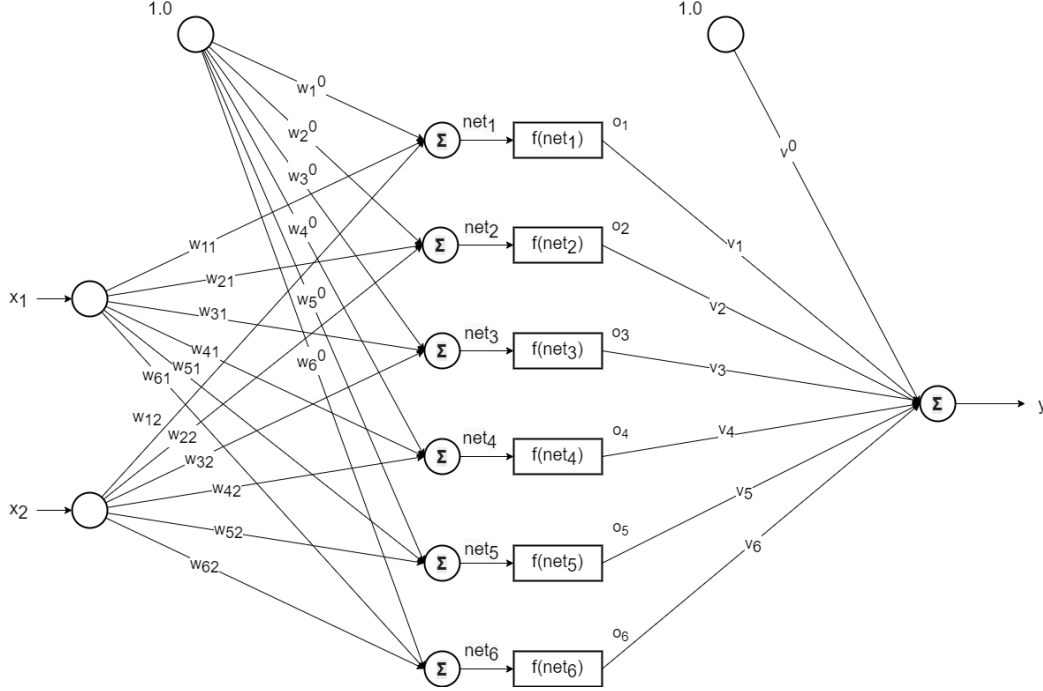 1.0
1.0
w₁⁰
w₂⁰
net₁
f(net₁)
o₁
w₃⁰
v⁰
w₄⁰
net₂
f(net₂)
o₂
w₁₁
v₁
w₂₁
x₁
w₅⁰
v₂
w₃₁
net₃
f(net₃)
o₃
w₄₁
w₅₁
w₆₁
w₆⁰
v₃
y
w₁₂
w₂₂
w₃₂
net₄
f(net₄)
o₄
v₄
w₄₂
v₅
x₂
w₅₂
o₅
v₆
net₅
f(net₅)
w₆₂
net₆
f(net₆)
o₆
Σ
Σ
Σ
Σ
Σ
Σ
Σ